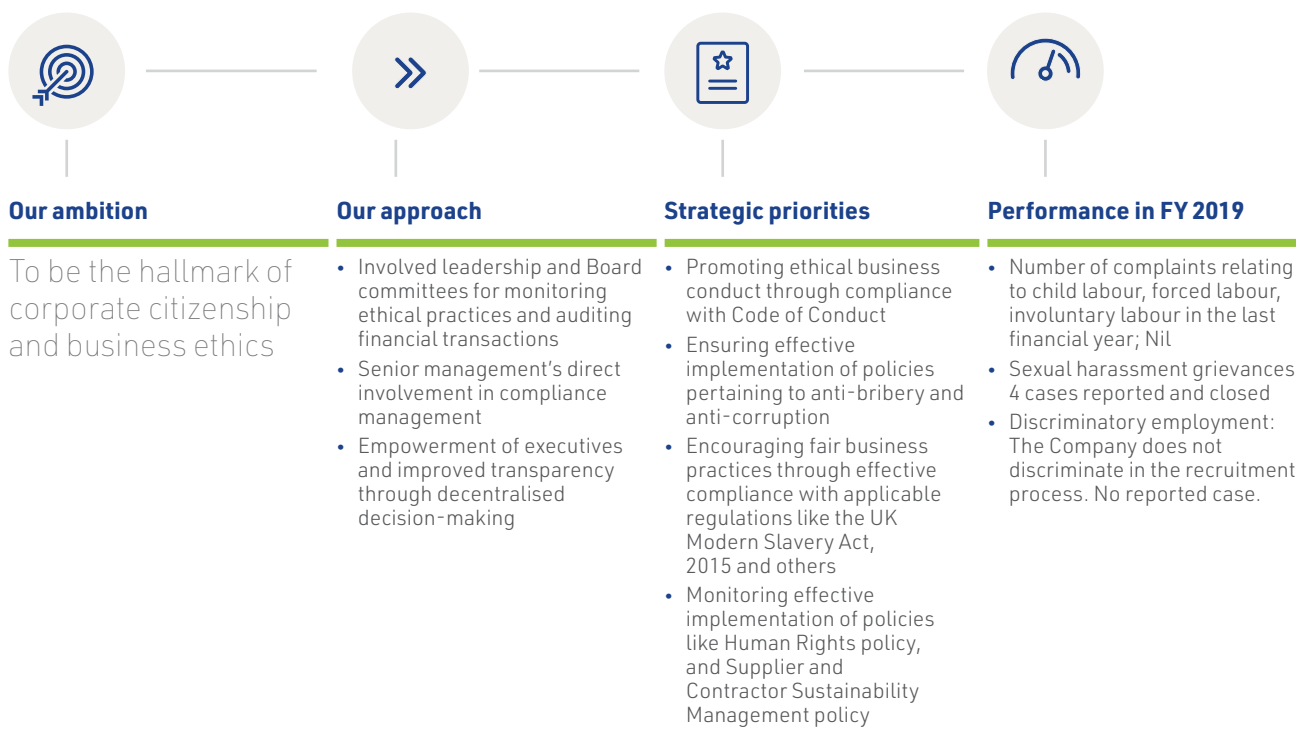 Our ambition
To be the hallmark of
corporate citizenship
and business ethics
Our approach
• Involved leadership and Board
committees for monitoring
ethical practices and auditing
financial transactions
• Senior management's direct
involvement in compliance
management
• Empowerment of executives
and improved transparency
through decentralised
decision-making
Strategic priorities
• Promoting ethical business
conduct through compliance
with Code of Conduct
• Ensuring effective
implementation of policies
pertaining to anti-bribery and
anti-corruption
• Encouraging fair business
practices through effective
compliance with applicable
regulations like the UK
Modern Slavery Act,
2015 and others
• Monitoring effective
implementation of policies
like Human Rights policy,
and Supplier and
Contractor Sustainability
Management policy
Performance in FY 2019
• Number of complaints relating
to child labour, forced labour,
involuntary labour in the last
financial year; Nil
• Sexual harassment grievances
4 cases reported and closed
• Discriminatory employment:
The Company does not
discriminate in the recruitment
process. No reported case.